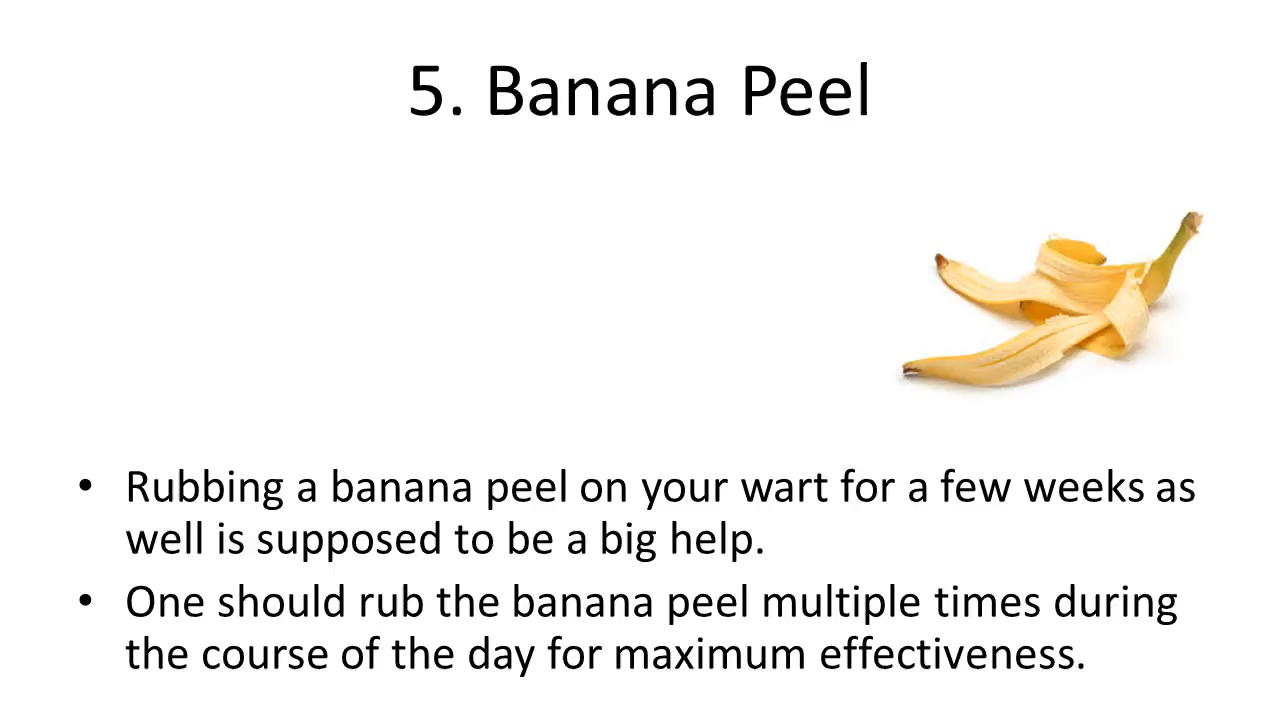 5. Banana Peel
• Rubbing a banana peel on your wart for a few weeks as
well is supposed to be a big help.
• One should rub the banana peel multiple times during
the course of the day for maximum effectiveness.